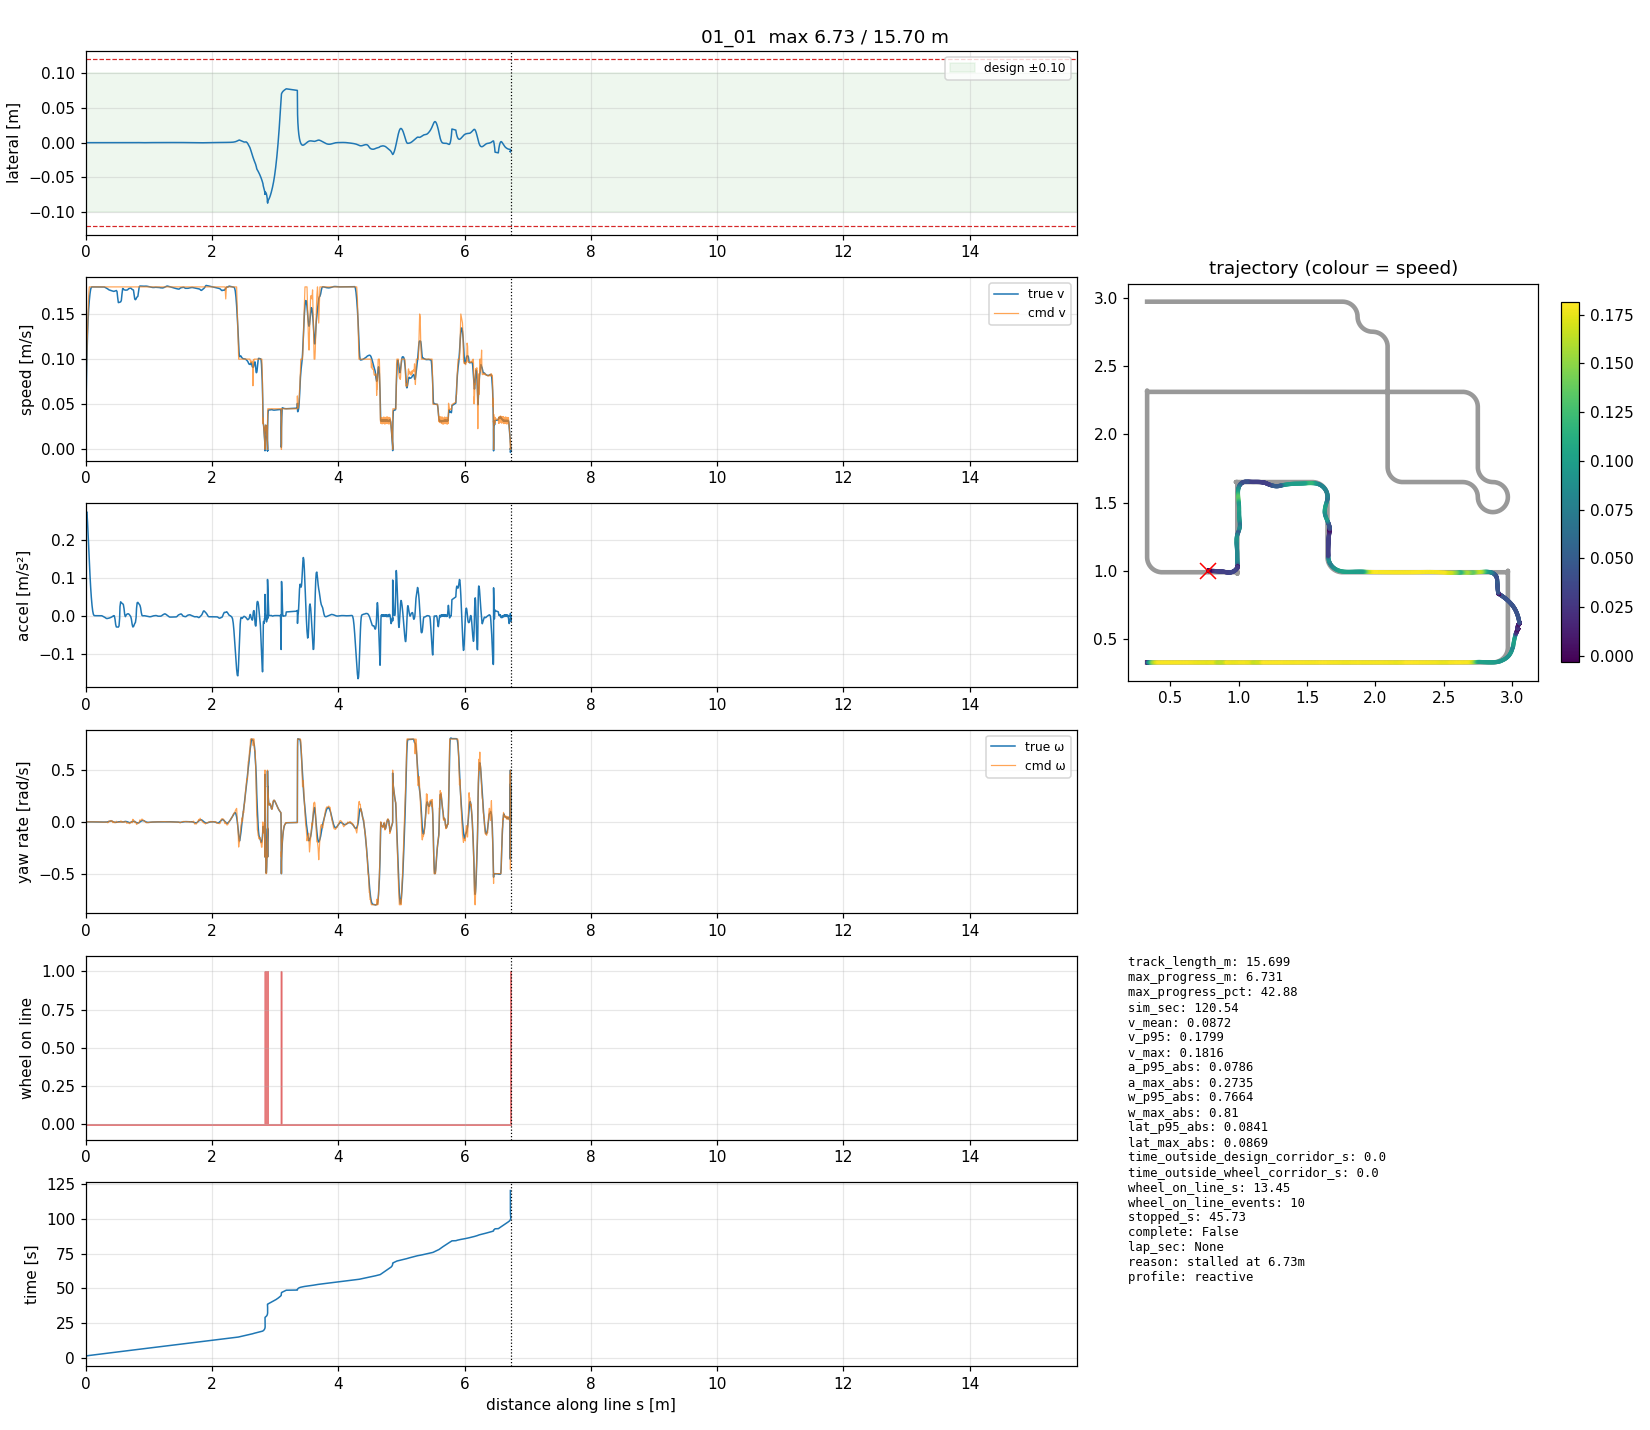 01_01  max 6.73 / 15.70 m
design ±0.10
lateral [m]
0.10
0.05
0.00
−0.05
−0.10
0 2 4 6 8 10 12 14
true v
cmd v
speed [m/s]
0.15
0.10
0.05
0.00
0 2 4 6 8 10 12 14
accel [m/s²]
0.2
0.1
0.0
−0.1
0 2 4 6 8 10 12 14
true ω
cmd ω
yaw rate [rad/s]
0.5
0.0
−0.5
0 2 4 6 8 10 12 14
wheel on line
1.00
0.75
0.50
0.25
0.00
0 2 4 6 8 10 12 14
time [s]
125
100
75
50
25
0
0 2 4 6 8 10 12 14
distance along line s [m]
trajectory (colour = speed)
3.0
2.5
2.0
1.5
1.0
0.5
0.5 1.0 1.5 2.0 2.5 3.0
0.175
0.150
0.125
0.100
0.075
0.050
0.025
0.000
track_length_m: 15.699
max_progress_m: 6.731
max_progress_pct: 42.88
sim_sec: 120.54
v_mean: 0.0872
v_p95: 0.1799
v_max: 0.1816
a_p95_abs: 0.0786
a_max_abs: 0.2735
w_p95_abs: 0.7664
w_max_abs: 0.81
lat_p95_abs: 0.0841
lat_max_abs: 0.0869
time_outside_design_corridor_s: 0.0
time_outside_wheel_corridor_s: 0.0
wheel_on_line_s: 13.45
wheel_on_line_events: 10
stopped_s: 45.73
complete: False
lap_sec: None
reason: stalled at 6.73m
profile: reactive